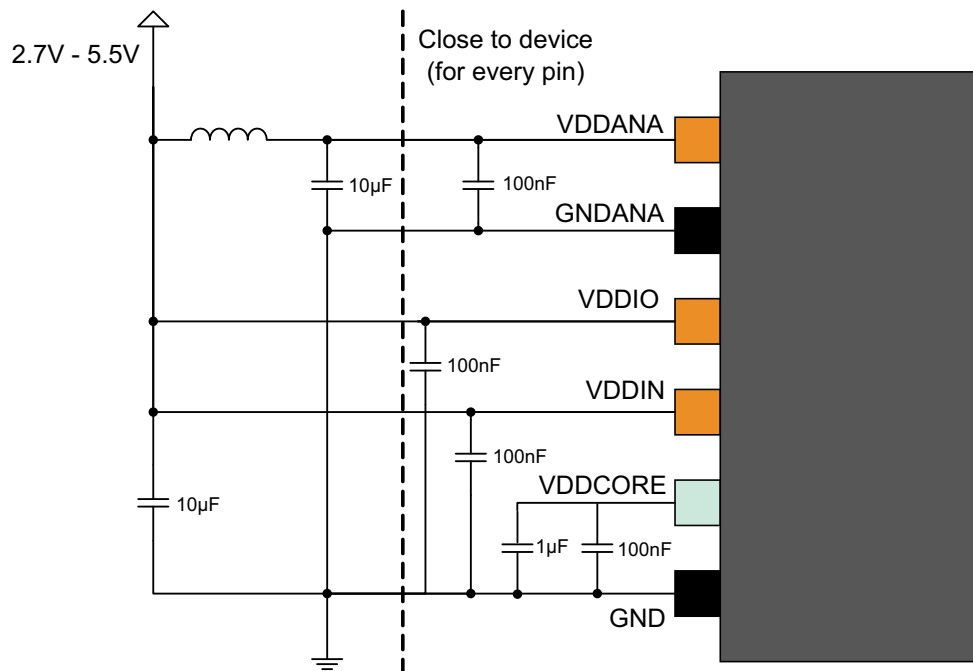 2.7V - 5.5V
Close to device
(for every pin)
VDDANA
10µF
100nF
GNDANA
VDDIO
100nF
VDDIN
100nF
VDDCORE
10µF
1µF
100nF
GND